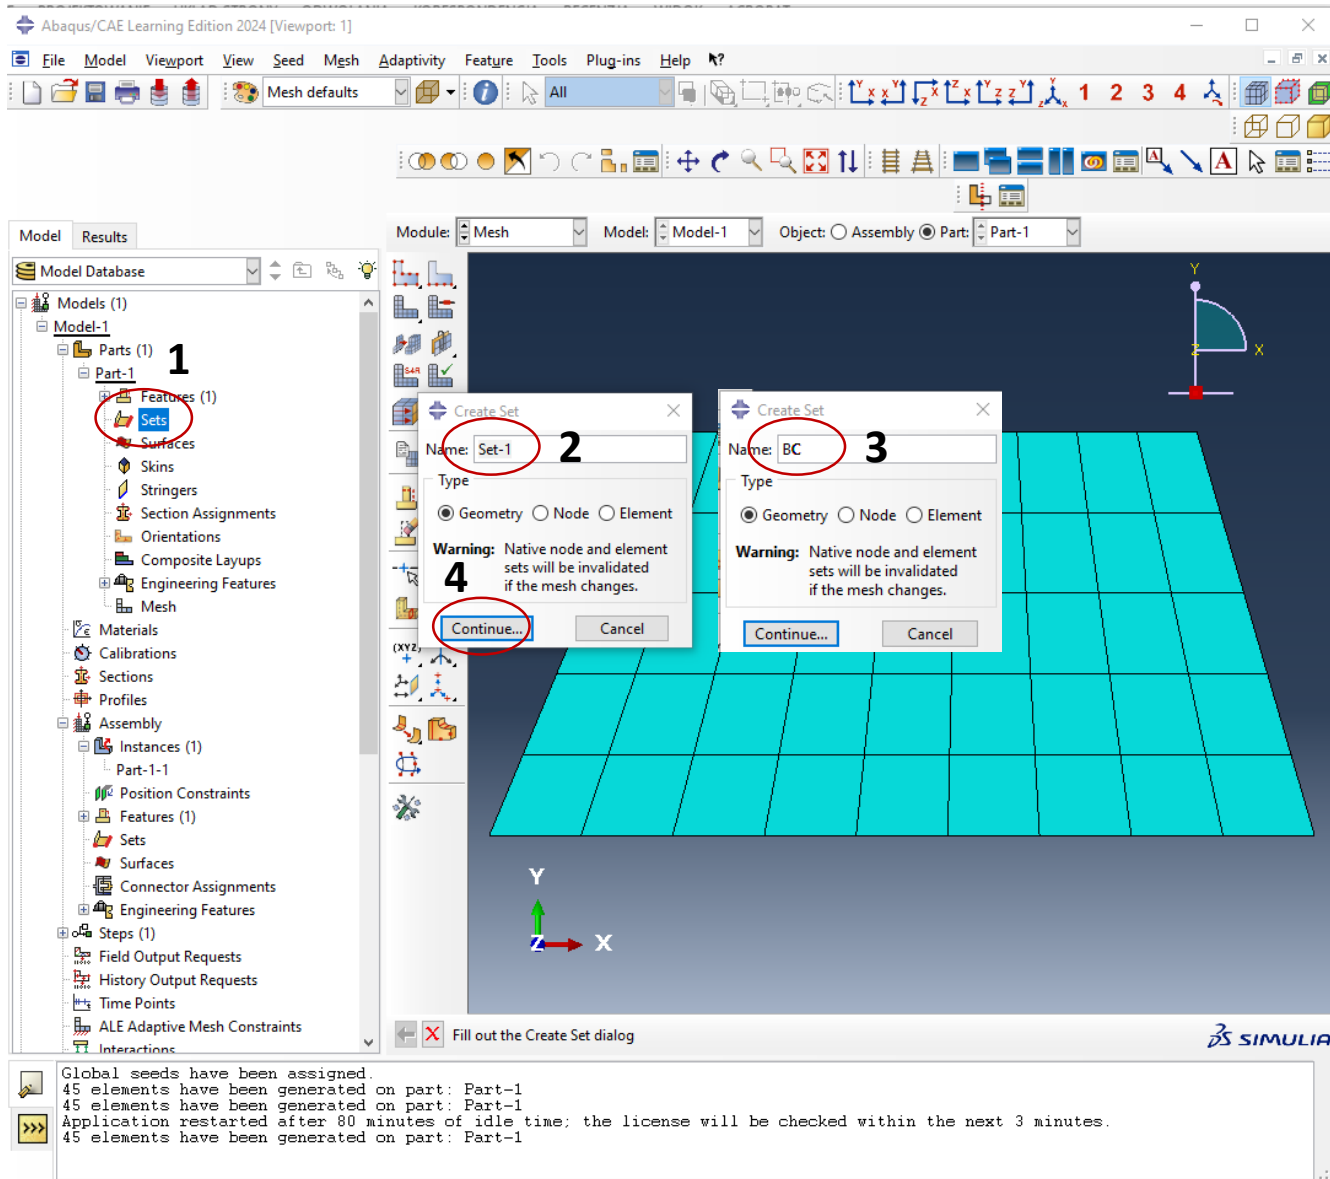 PROJEKTOWANIE UKŁAD STRONY ODWOŁANIA KORESPONDENCJA RECENZJA WIDOK ACROBAT
Abaqus/CAE Learning Edition 2024 [Viewport: 1]
File Model Viewport View Seed Mesh Adaptivity Feature Tools Plug-ins Help
Mesh defaults All 1 2 3 4
Model Results
Module: Mesh Model: Model-1 Object: Assembly Part: Part-1
Model Database
Models (1)
Model-1
Parts (1)
1
Part-1
Features (1)
Sets
Surfaces
Skins
Stringers
Section Assignments
Orientations
Composite Layups
Engineering Features
Mesh
Materials
Calibrations
Sections
Profiles
Assembly
Instances (1)
Part-1-1
Position Constraints
Features (1)
Sets
Surfaces
Connector Assignments
Engineering Features
Steps (1)
Field Output Requests
History Output Requests
Time Points
ALE Adaptive Mesh Constraints
Interactions
S4R
(XYZ)
Y
Z
X
Create Set
Name: Set-1
2
Type
Geometry Node Element
Warning: Native node and element
sets will be invalidated
if the mesh changes.
4
Continue... Cancel
Create Set
Name: BC
3
Type
Geometry Node Element
Warning: Native node and element
sets will be invalidated
if the mesh changes.
Continue... Cancel
Y
Z
X
Fill out the Create Set dialog
SIMULIA
Global seeds have been assigned.
45 elements have been generated on part: Part-1
45 elements have been generated on part: Part-1
Application restarted after 80 minutes of idle time; the license will be checked within the next 3 minutes.
45 elements have been generated on part: Part-1
>>>